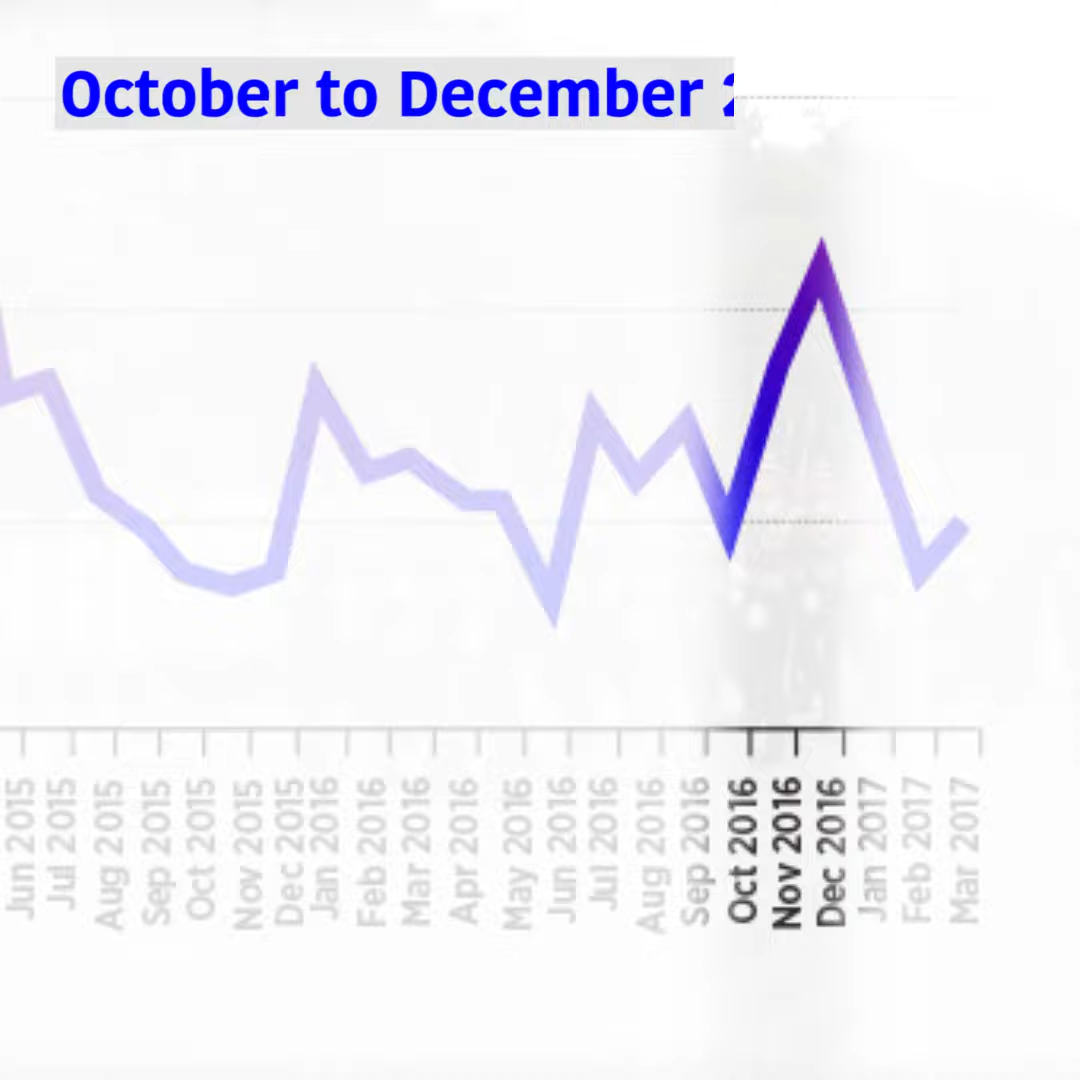 October to December
Jun 2015
Jul 2015
Aug 2015
Sep 2015
Oct 2015
Nov 2015
Dec 2015
Jan 2016
Feb 2016
Mar 2016
Apr 2016
May 2016
Jun 2016
Jul 2016
Aug 2016
Sep 2016
Oct 2016
Nov 2016
Dec 2016
Jan 2017
Feb 2017
Mar 2017